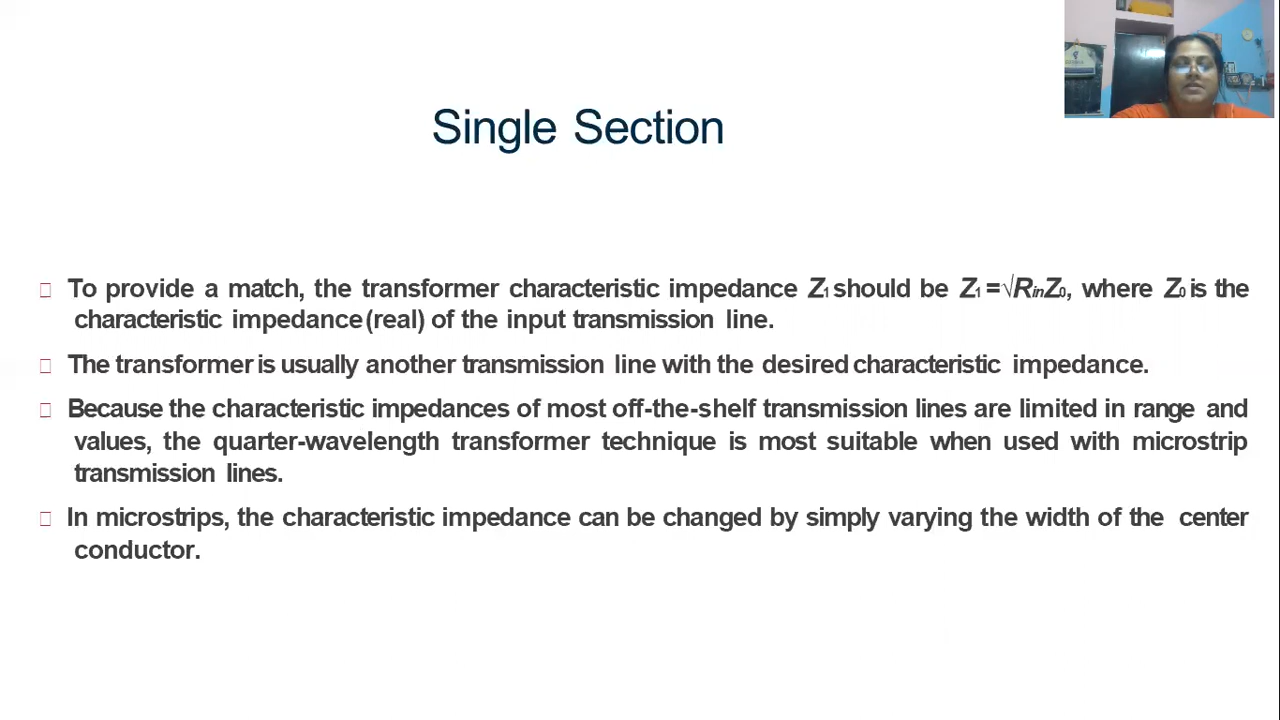 Single Section
To provide a match, the transformer characteristic impedance Z1 should be Z1 =√RinZ0, where Z0 is the
characteristic impedance (real) of the input transmission line.
The transformer is usually another transmission line with the desired characteristic impedance.
Because the characteristic impedances of most off-the-shelf transmission lines are limited in range and
values, the quarter-wavelength transformer technique is most suitable when used with microstrip
transmission lines.
In microstrips, the characteristic impedance can be changed by simply varying the width of the center
conductor.